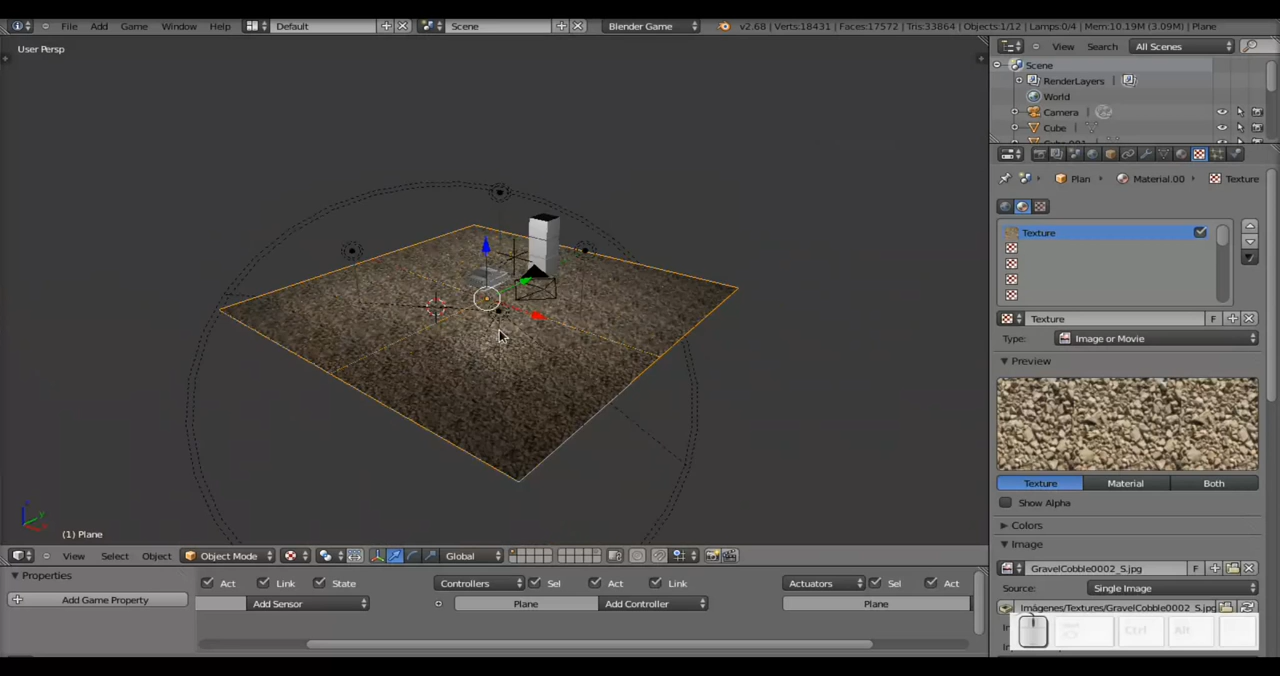 File Add Game Window Help Default Scene Blender Game v2.68 | Verts:18431 | Faces:17572 | Tris:33864 | Objects:1/12 | Lamps:0/4 | Mem:10.19M (3.09M) | Plane
User Persp
View Search All Scenes
Scene
RenderLayers |
World
Camera |
Cube |
Plan Material.00 Texture
Texture
Texture F
Type: Image or Movie
Preview
Texture Material Both
Show Alpha
Colors
Image
GravelCobble0002_S.jpg F
Source: Single Image
Imágenes/Textures/GravelCobble0002_S.jpg
(1) Plane
View Select Object Object Mode Global
Properties
Add Game Property
Act Link State Controllers Sel Act Link Actuators Sel Act
Add Sensor Plane Add Controller Plane
Ctrl Alt